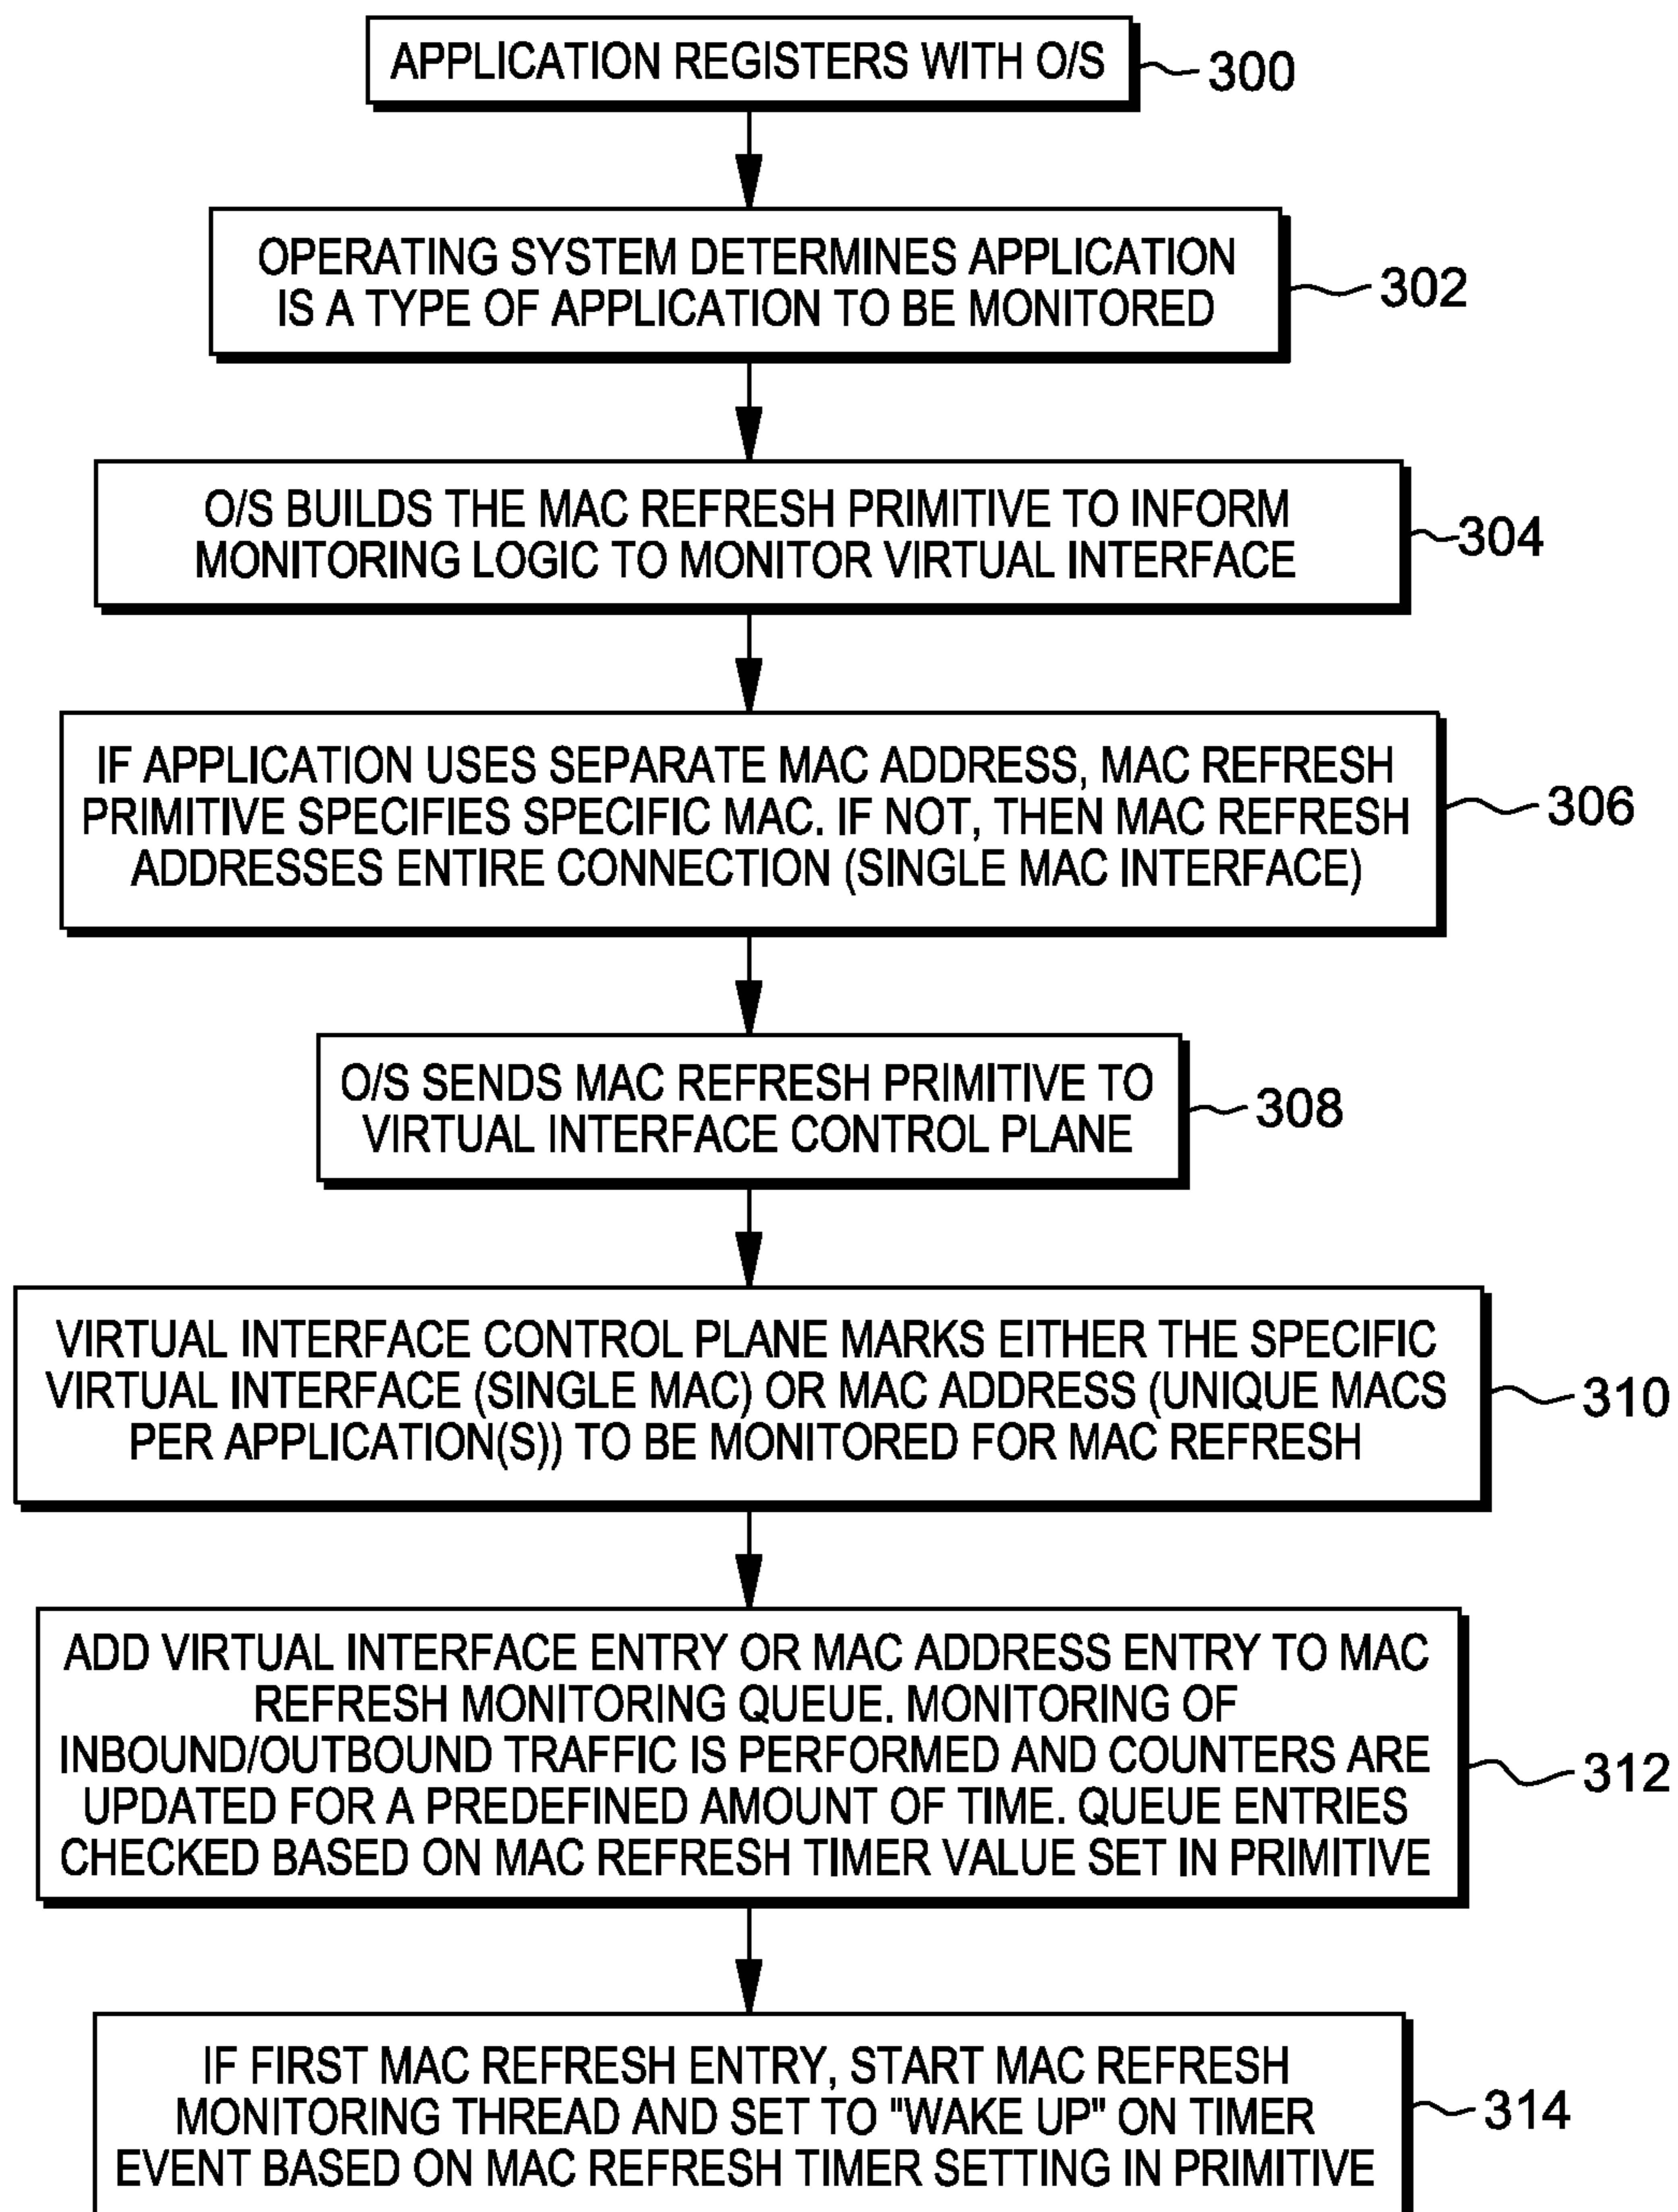 APPLICATION REGISTERS WITH O/S
300
OPERATING SYSTEM DETERMINES APPLICATION
IS A TYPE OF APPLICATION TO BE MONITORED
302
O/S BUILDS THE MAC REFRESH PRIMITIVE TO INFORM
MONITORING LOGIC TO MONITOR VIRTUAL INTERFACE
304
IF APPLICATION USES SEPARATE MAC ADDRESS, MAC REFRESH
PRIMITIVE SPECIFIES SPECIFIC MAC. IF NOT, THEN MAC REFRESH
ADDRESSES ENTIRE CONNECTION (SINGLE MAC INTERFACE)
306
O/S SENDS MAC REFRESH PRIMITIVE TO
VIRTUAL INTERFACE CONTROL PLANE
308
VIRTUAL INTERFACE CONTROL PLANE MARKS EITHER THE SPECIFIC
VIRTUAL INTERFACE (SINGLE MAC) OR MAC ADDRESS (UNIQUE MACS
PER APPLICATION(S)) TO BE MONITORED FOR MAC REFRESH
310
ADD VIRTUAL INTERFACE ENTRY OR MAC ADDRESS ENTRY TO MAC
REFRESH MONITORING QUEUE. MONITORING OF
INBOUND/OUTBOUND TRAFFIC IS PERFORMED AND COUNTERS ARE
UPDATED FOR A PREDEFINED AMOUNT OF TIME. QUEUE ENTRIES
CHECKED BASED ON MAC REFRESH TIMER VALUE SET IN PRIMITIVE
312
IF FIRST MAC REFRESH ENTRY, START MAC REFRESH
MONITORING THREAD AND SET TO "WAKE UP" ON TIMER
EVENT BASED ON MAC REFRESH TIMER SETTING IN PRIMITIVE
314